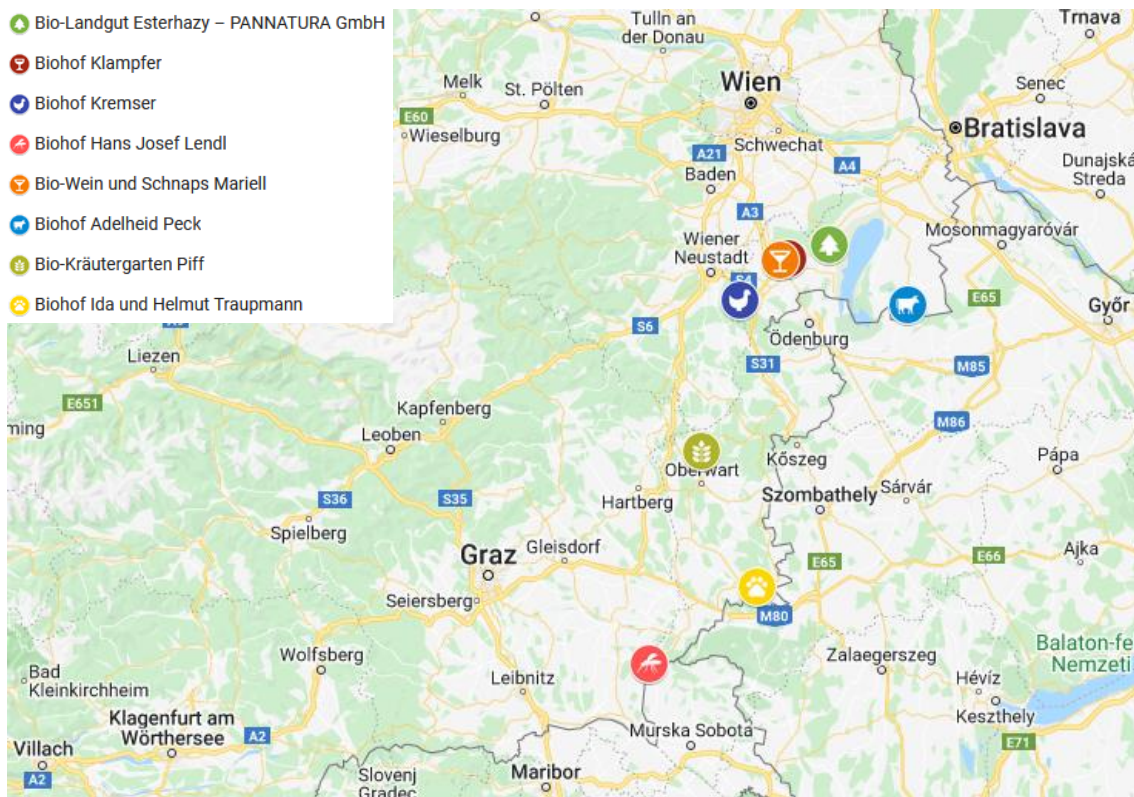 Bio-Landgut Esterhazy – PANNATURA GmbH
Biohof Klampfer
Biohof Kremser
Biohof Hans Josef Lendl
Bio-Wein und Schnaps Mariell
Biohof Adelheid Peck
Bio-Kräutergarten Piff
Biohof Ida und Helmut Traupmann
Tulln an
der Donau
Trnava
Melk
St. Pölten
Wien
Senec
E60
Wieselburg
Bratislava
Schwechat
A21
A4
Baden
Dunajská
Streda
A3
Wiener
Neustadt
Mosonmagyaróvár
S4
E65
Győr
S6
Ödenburg
Liezen
S31
M85
E651
ming
Kapfenberg
M86
Leoben
Kőszeg
Pápa
Oberwart
Sárvár
S36
S35
Hartberg
Szombathely
Spielberg
Graz
Gleisdorf
E65
E66
Ajka
Seiersberg
M80
Balaton-fe
Nemzeti
Wolfsberg
Zalaegerszeg
Bad
Kleinkirchheim
Leibnitz
Hévíz
Keszthely
Klagenfurt am
Wörthersee
A2
Murska Sobota
E71
Villach
A2
Slovenj
Gradec
Maribor